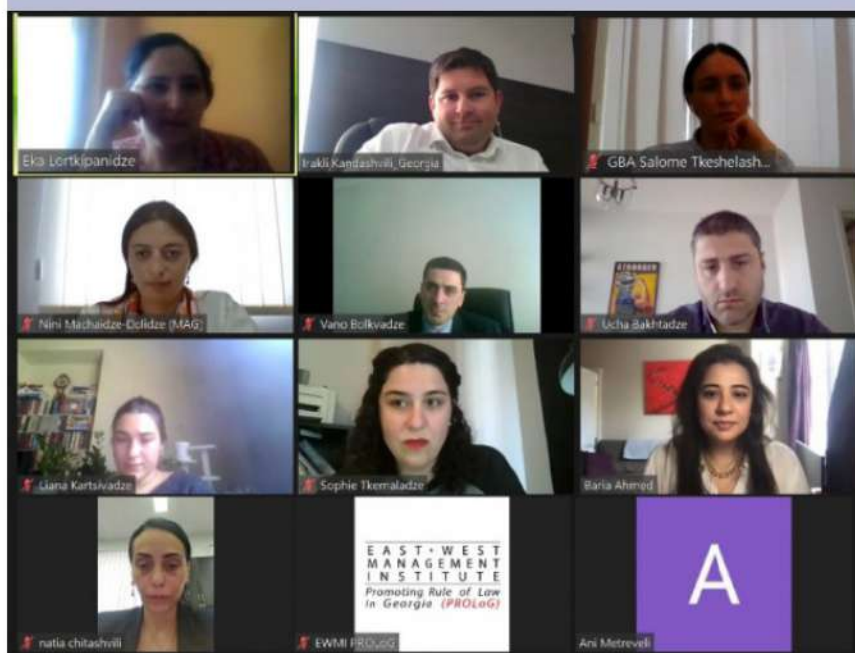 Eka Lortkipanidze
Irakli Kandashvili_Georgia
GBA Salome Tkeshelash...
Nini Machaidze-Dolidze (MAG)
Vano Bolkvadze
Ucha Bakhtadze
Liana Kartsivadze
Sophie Tkemaladze
Baria Ahmed
EAST-WEST
MANAGEMENT
INSTITUTE
Promoting Rule of Law
in Georgia (PROLoG)
A
natia chitashvili
EWMI PROLoG
Ani Metreveli